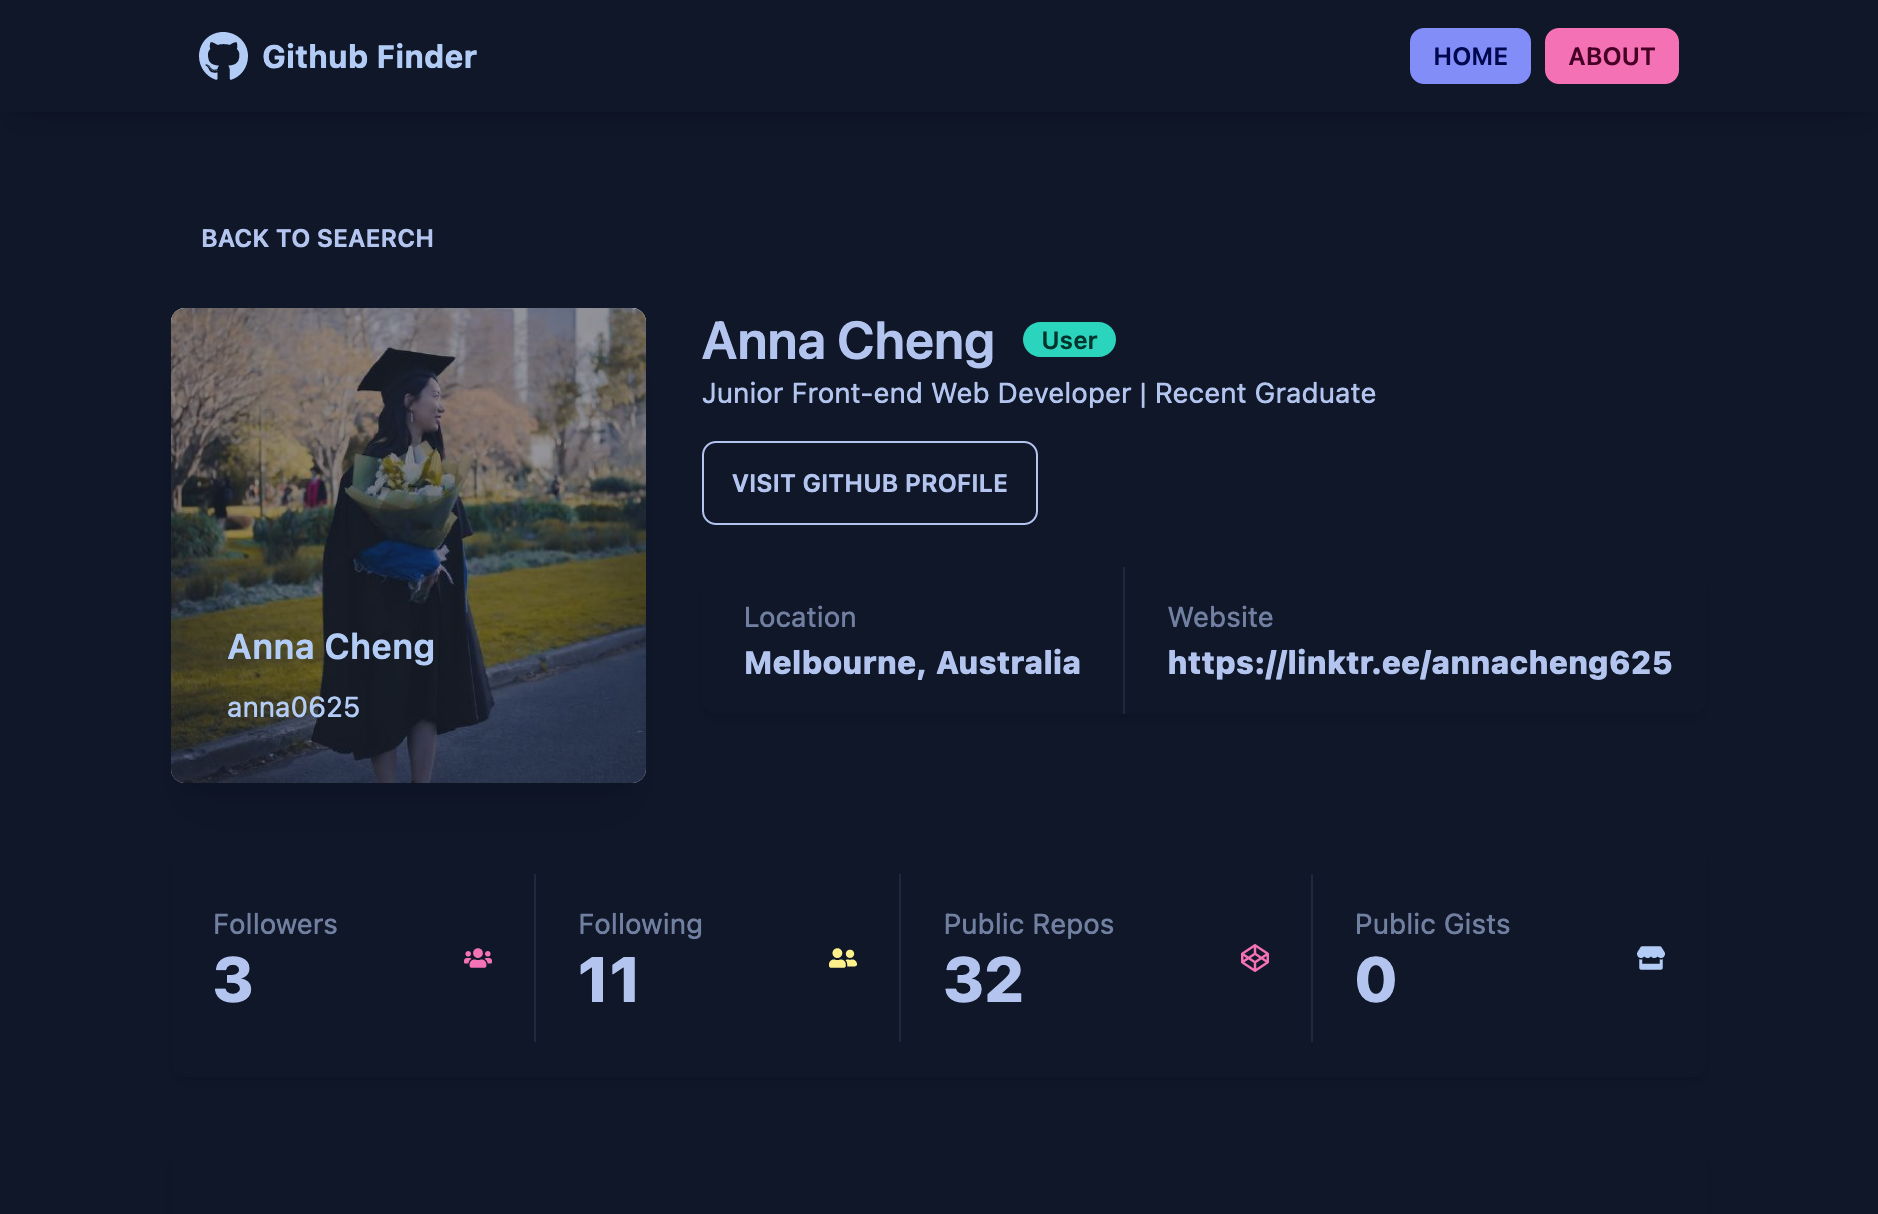 Github Finder
HOME
ABOUT
BACK TO SEAERCH
Anna Cheng
anna0625
Anna Cheng
User
Junior Front-end Web Developer | Recent Graduate
VISIT GITHUB PROFILE
Location
Melbourne, Australia
Website
https://linktr.ee/annacheng625
Followers
3
Following
11
Public Repos
32
Public Gists
0